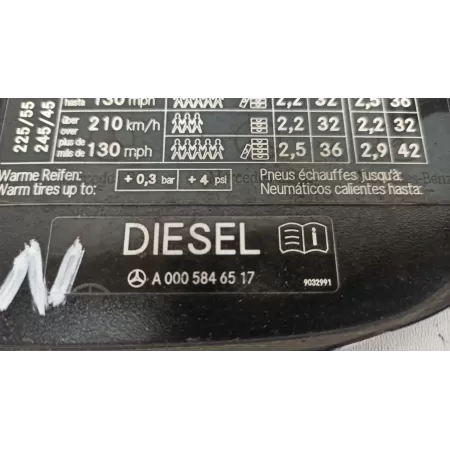 225/55
245/45
hasta 130 mph 2,2 32 2,5 36
über
over 210 km/h 2,2 32 2,2 32
plus de
más de 130 mph 2,5 36 2,9 42
Warme Reifen: Pneus échauffes jusqu'à:
Warm tires up to: + 0,3 bar + 4 psi Neumáticos calientes hasta:
DIESEL
A 000 584 65 17 9032991
N